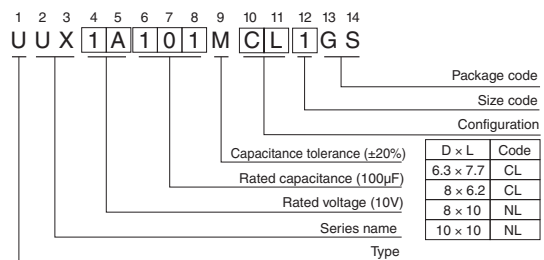 1 2 3 4 5 6 7 8 9 10 11 12 13 14
U U X 1 A 1 0 1 M C L 1 G S
Package code
Size code
Configuration
Capacitance tolerance (±20%)
Rated capacitance (100µF)
Rated voltage (10V)
Series name
Type
D × L Code
6.3 × 7.7 CL
8 × 6.2 CL
8 × 10 NL
10 × 10 NL